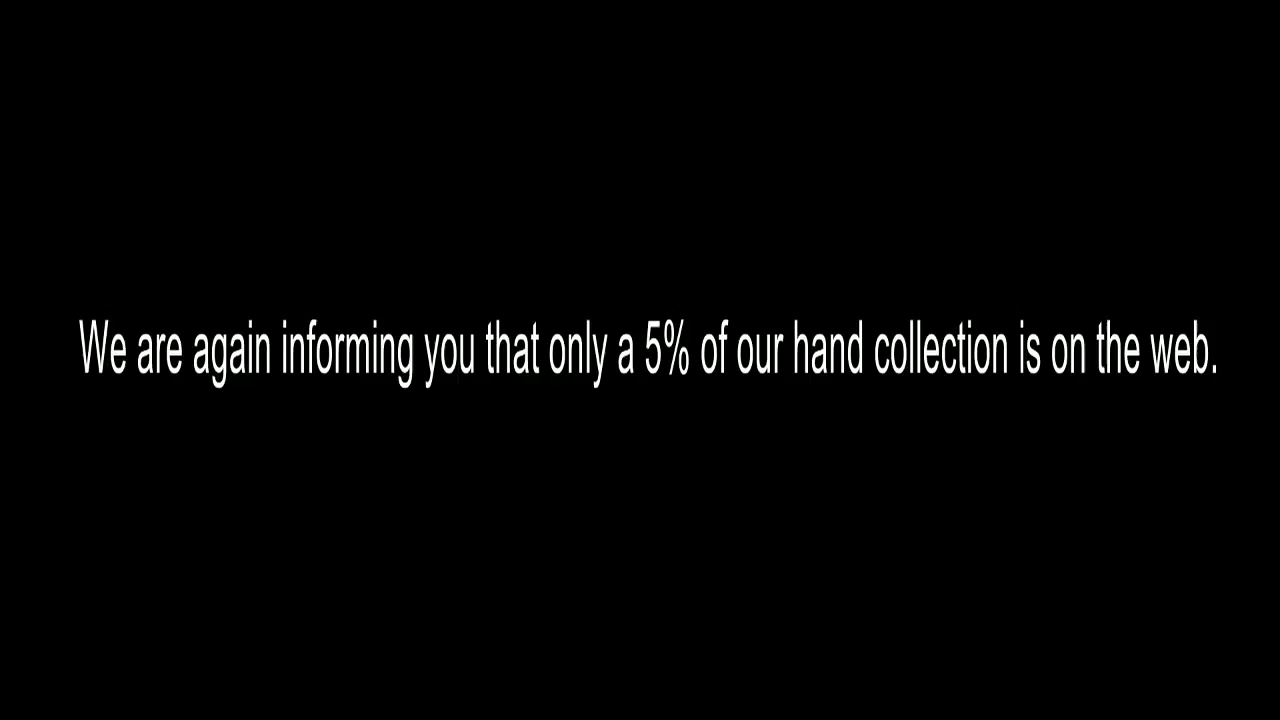 We are again informing you that only a 5% of our hand collection is on the web.